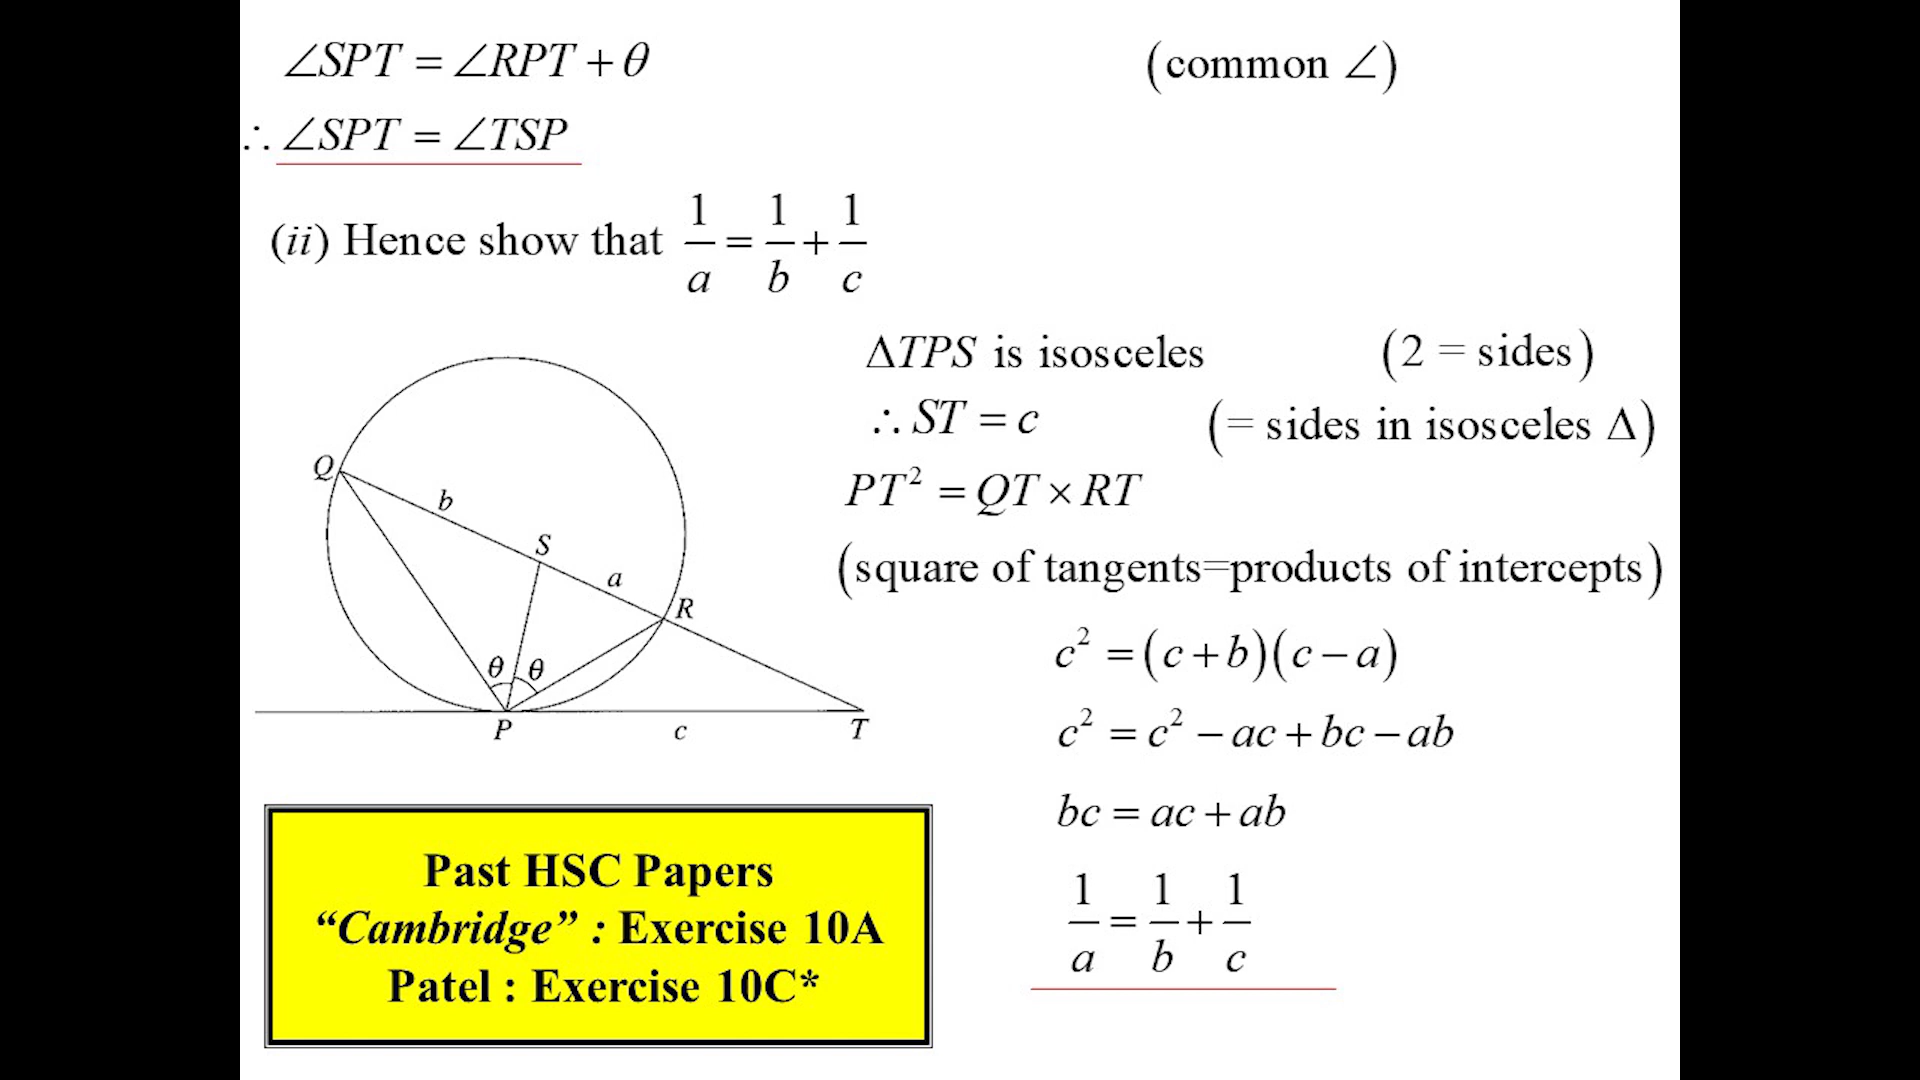 ∠SPT = ∠RPT + θ (common ∠)
∴ ∠SPT = ∠TSP
(ii) Hence show that 1/a = 1/b + 1/c
ΔTPS is isosceles (2 = sides)
∴ ST = c (= sides in isosceles Δ)
PT² = QT × RT
(square of tangents=products of intercepts)
c² = (c + b)(c − a)
c² = c² − ac + bc − ab
bc = ac + ab
1/a = 1/b + 1/c
Q
b
S
a
R
θ θ
P c T
Past HSC Papers
“Cambridge” : Exercise 10A
Patel : Exercise 10C*